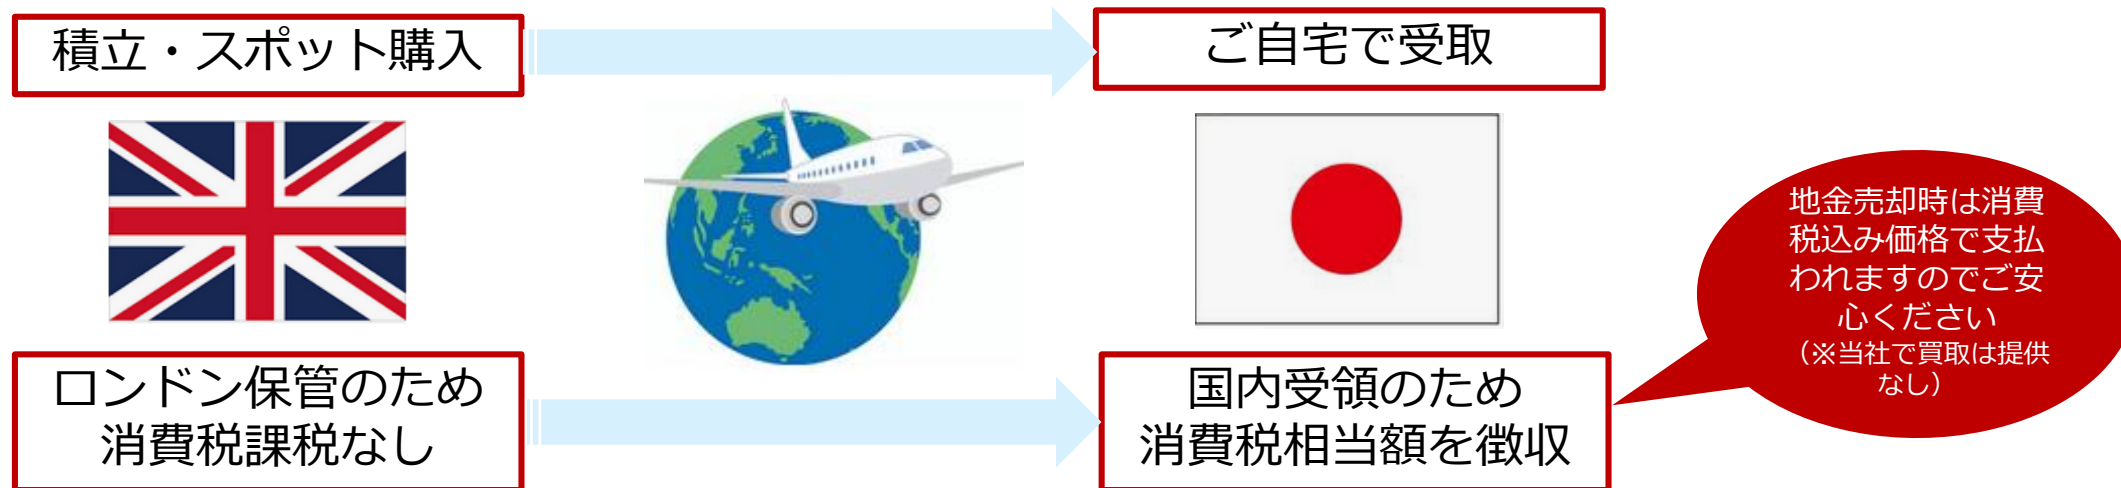 積立・スポット購入
ご自宅で受取
ロンドン保管のため
消費税課税なし
国内受領のため
消費税相当額を徴収
地金売却時は消費
税込み価格で支払
われますのでご安
心ください
（※当社で買取は提供
なし）